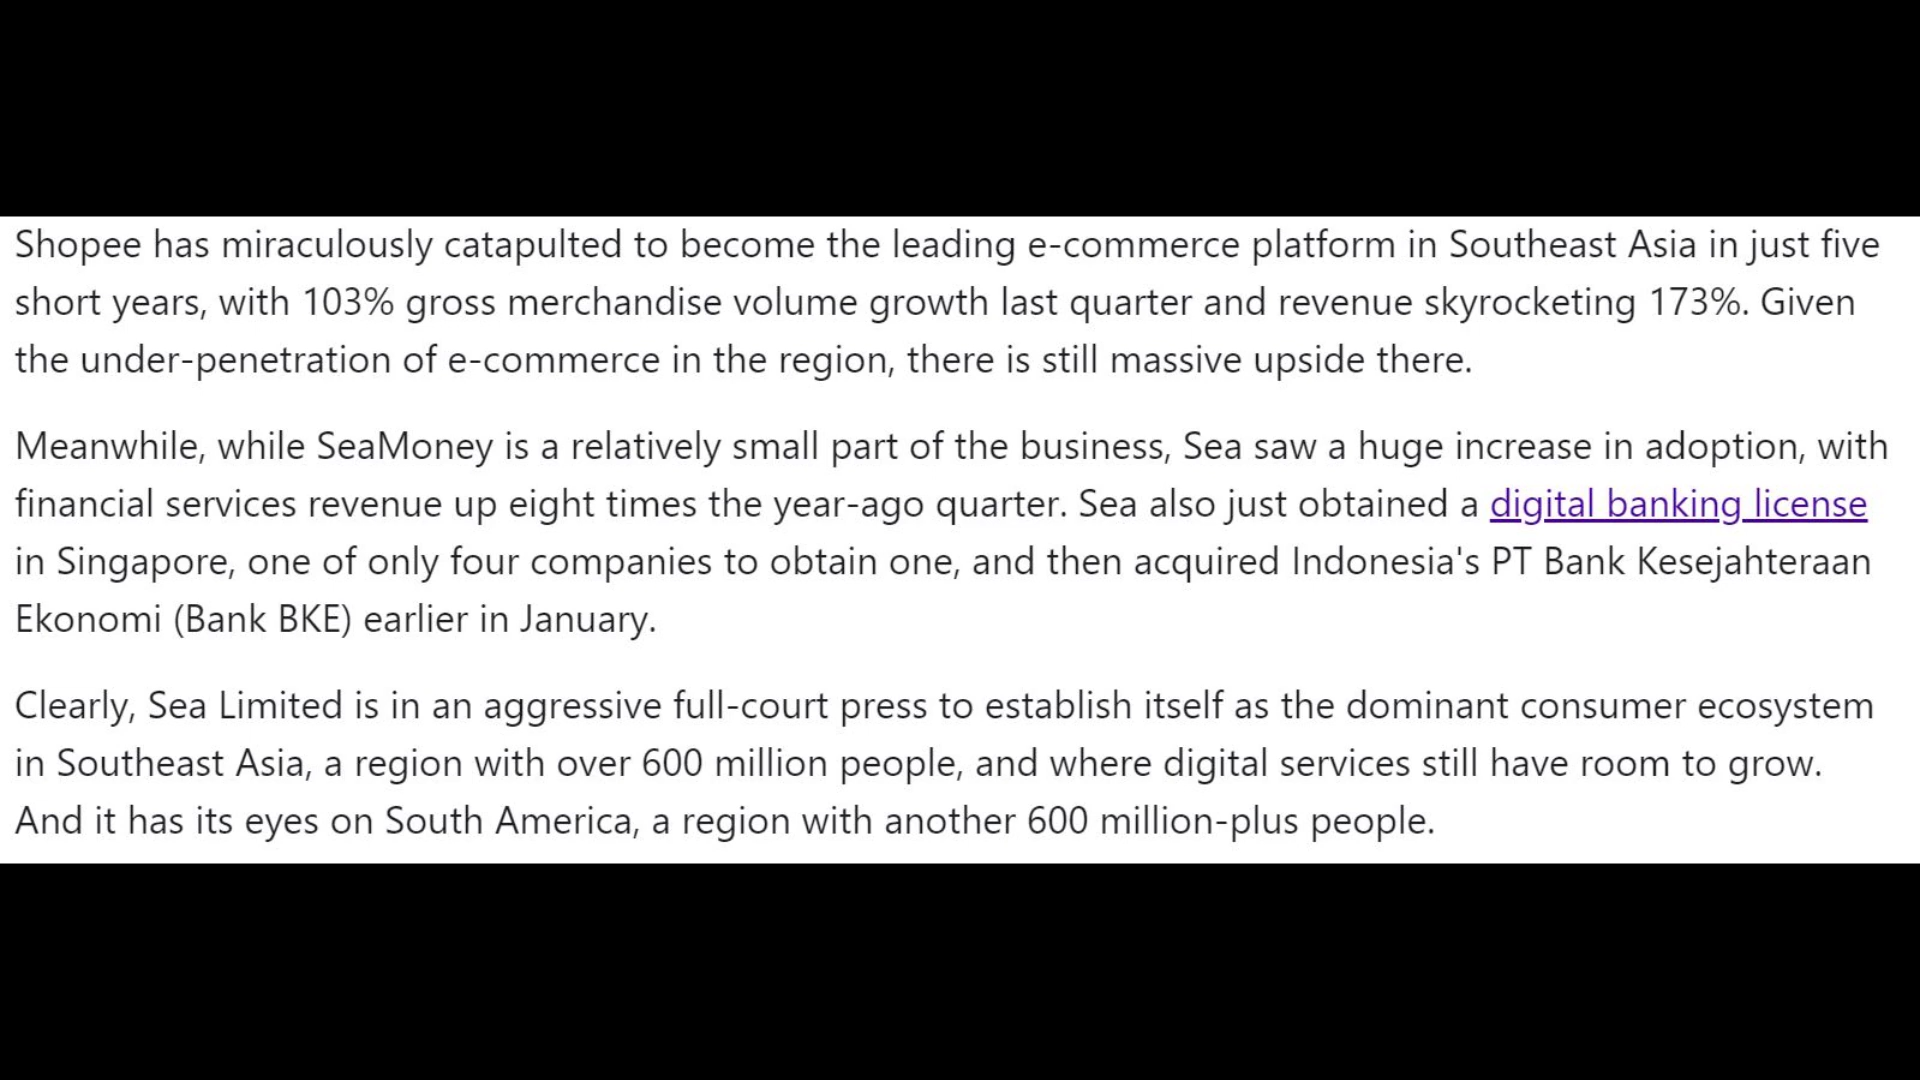 Shopee has miraculously catapulted to become the leading e-commerce platform in Southeast Asia in just five
short years, with 103% gross merchandise volume growth last quarter and revenue skyrocketing 173%. Given
the under-penetration of e-commerce in the region, there is still massive upside there.
Meanwhile, while SeaMoney is a relatively small part of the business, Sea saw a huge increase in adoption, with
financial services revenue up eight times the year-ago quarter. Sea also just obtained a digital banking license
in Singapore, one of only four companies to obtain one, and then acquired Indonesia's PT Bank Kesejahteraan
Ekonomi (Bank BKE) earlier in January.
Clearly, Sea Limited is in an aggressive full-court press to establish itself as the dominant consumer ecosystem
in Southeast Asia, a region with over 600 million people, and where digital services still have room to grow.
And it has its eyes on South America, a region with another 600 million-plus people.